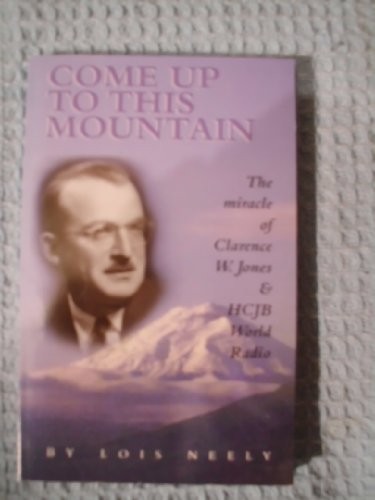 COME UP
TO THIS
MOUNTAIN
The
miracle
of
Clarence
W. Jones
&
HCJB
World
Radio
BY LOIS NEELY